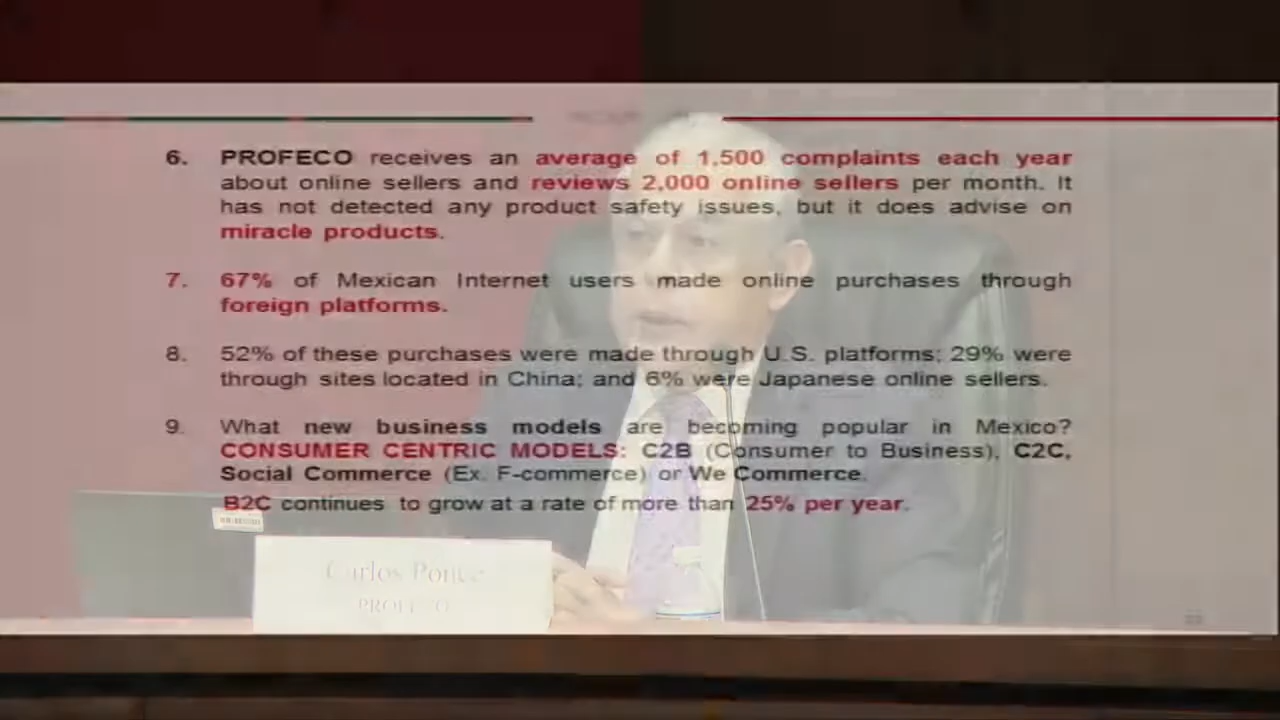 6. PROFECO receives an average of 1,500 complaints each year
about online sellers and reviews 2,000 online sellers per month. It
has not detected any product safety issues, but it does advise on
miracle products.
7. 67% of Mexican Internet users made online purchases through
foreign platforms.
8. 52% of these purchases were made through U.S. platforms; 29% were
through sites located in China; and 6% were Japanese online sellers.
9. What new business models are becoming popular in Mexico?
CONSUMER CENTRIC MODELS: C2B (Consumer to Business), C2C,
Social Commerce (Ex. F-commerce) or We Commerce.
B2C continues to grow at a rate of more than 25% per year.
Carlos Ponce
PROFECO